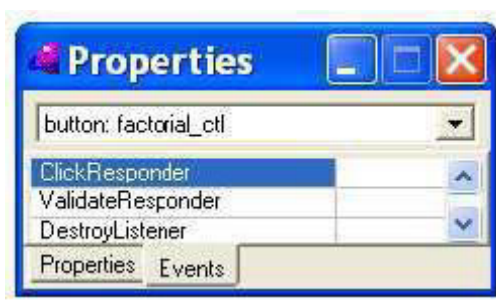 Properties
button: factorial_ctl
ClickResponder
ValidateResponder
DestroyListener
Properties Events